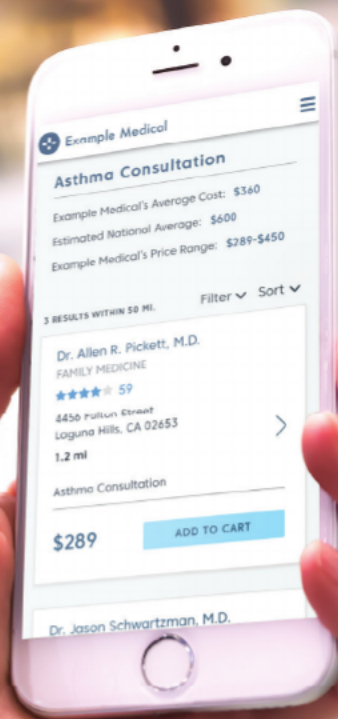 Example Medical
Asthma Consultation
Example Medical's Average Cost: $360
Estimated National Average: $600
Example Medical's Price Range: $289-$450
3 RESULTS WITHIN 50 MI.
Filter Sort
Dr. Allen R. Pickett, M.D.
FAMILY MEDICINE
59
4456 Fulton Street
Laguna Hills, CA 02653
1.2 mi
Asthma Consultation
$289
ADD TO CART
Dr. Jason Schwartzman, M.D.